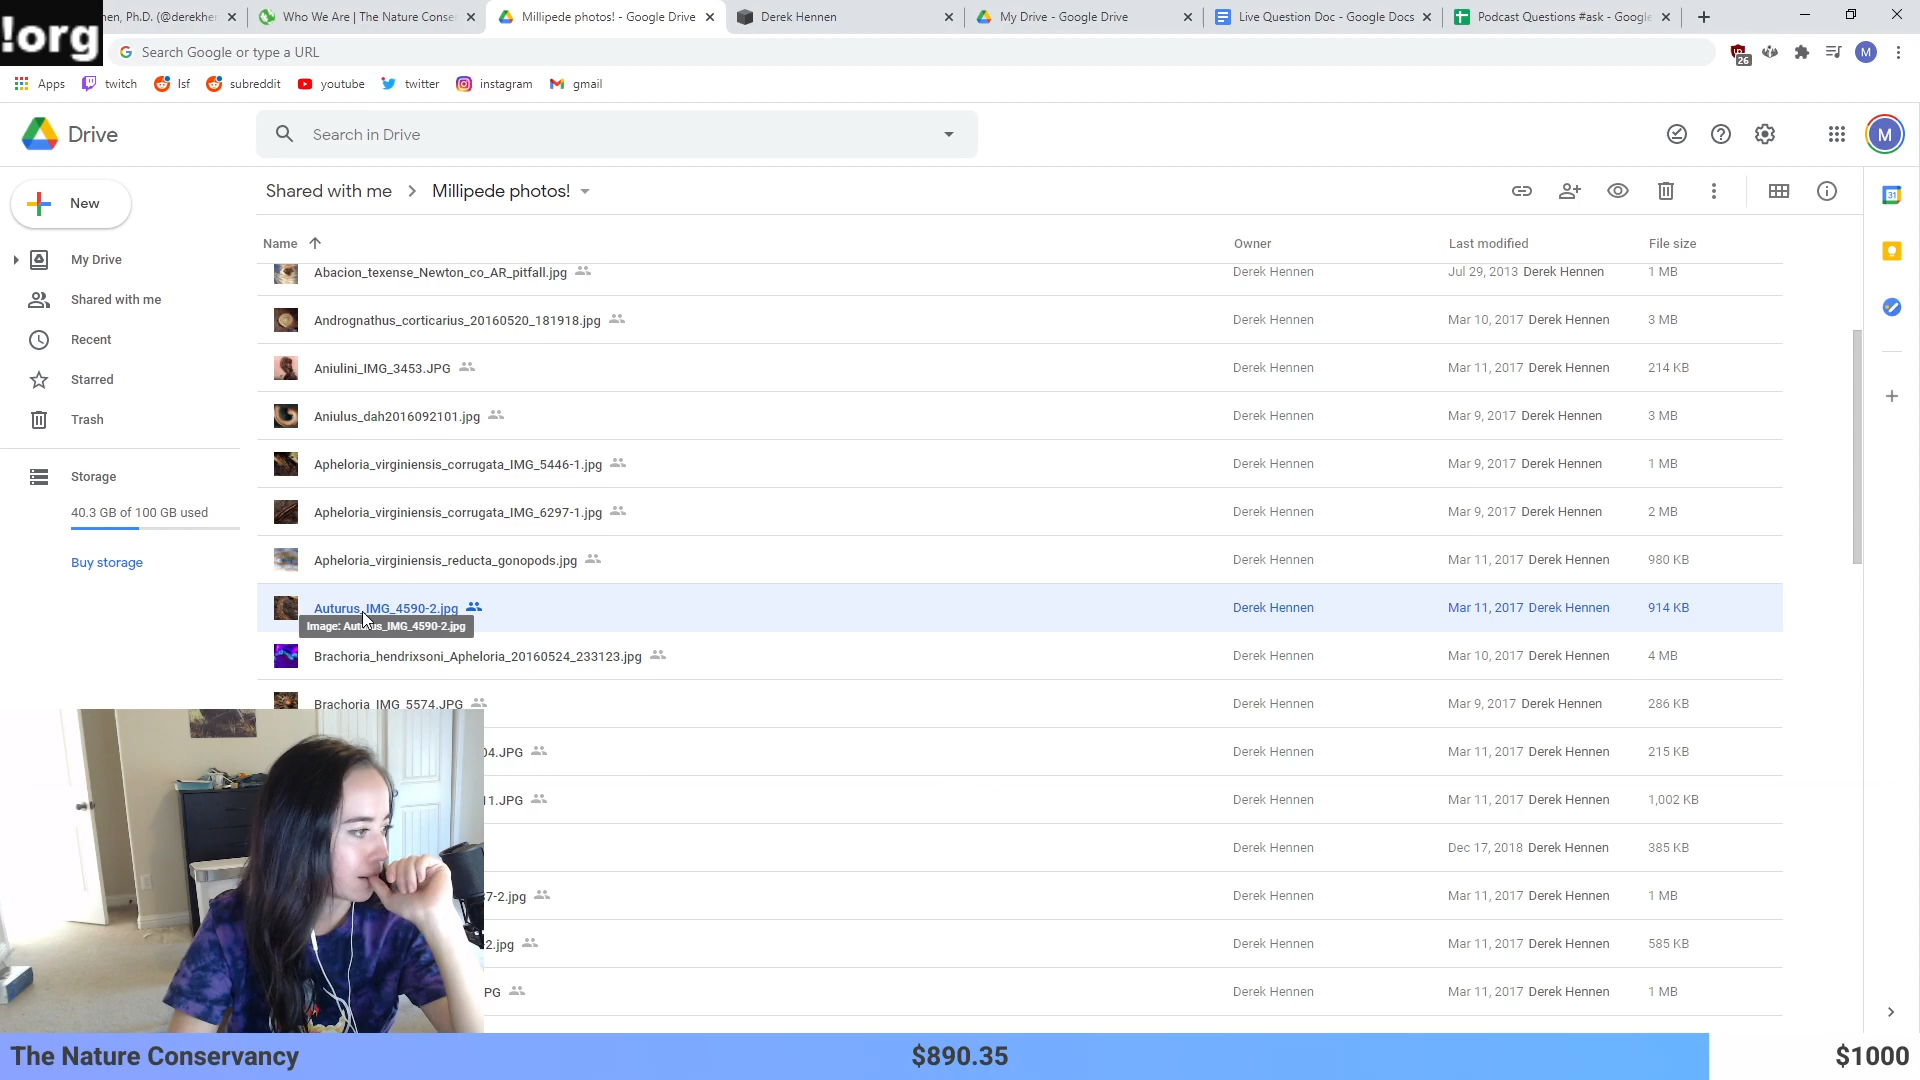 !org
nen, Ph.D. (@derekhen
Who We Are | The Nature Conser
Millipede photos! - Google Drive
Derek Hennen
My Drive - Google Drive
Live Question Doc - Google Docs
Podcast Questions #ask - Google
Search Google or type a URL
26
M
Apps
twitch
lsf
subreddit
youtube
twitter
instagram
gmail
Drive
Search in Drive
M
New
Shared with me
Millipede photos!
31
My Drive
Shared with me
Recent
Starred
Trash
Storage
40.3 GB of 100 GB used
Buy storage
Name Owner Last modified File size
Abacion_texense_Newton_co_AR_pitfall.jpg Derek Hennen Jul 29, 2013 Derek Hennen 1 MB
Andrognathus_corticarius_20160520_181918.jpg Derek Hennen Mar 10, 2017 Derek Hennen 3 MB
Aniulini_IMG_3453.JPG Derek Hennen Mar 11, 2017 Derek Hennen 214 KB
Aniulus_dah2016092101.jpg Derek Hennen Mar 9, 2017 Derek Hennen 3 MB
Apheloria_virginiensis_corrugata_IMG_5446-1.jpg Derek Hennen Mar 9, 2017 Derek Hennen 1 MB
Apheloria_virginiensis_corrugata_IMG_6297-1.jpg Derek Hennen Mar 9, 2017 Derek Hennen 2 MB
Apheloria_virginiensis_reducta_gonopods.jpg Derek Hennen Mar 11, 2017 Derek Hennen 980 KB
Auturus_IMG_4590-2.jpg Derek Hennen Mar 11, 2017 Derek Hennen 914 KB
Image: Auturus_IMG_4590-2.jpg
Brachoria_hendrixsoni_Apheloria_20160524_233123.jpg Derek Hennen Mar 10, 2017 Derek Hennen 4 MB
Brachoria_IMG_5574.JPG Derek Hennen Mar 9, 2017 Derek Hennen 286 KB
04.JPG Derek Hennen Mar 11, 2017 Derek Hennen 215 KB
11.JPG Derek Hennen Mar 11, 2017 Derek Hennen 1,002 KB
Derek Hennen Dec 17, 2018 Derek Hennen 385 KB
7-2.jpg Derek Hennen Mar 11, 2017 Derek Hennen 1 MB
2.jpg Derek Hennen Mar 11, 2017 Derek Hennen 585 KB
PG Derek Hennen Mar 11, 2017 Derek Hennen 1 MB
The Nature Conservancy $890.35 $1000